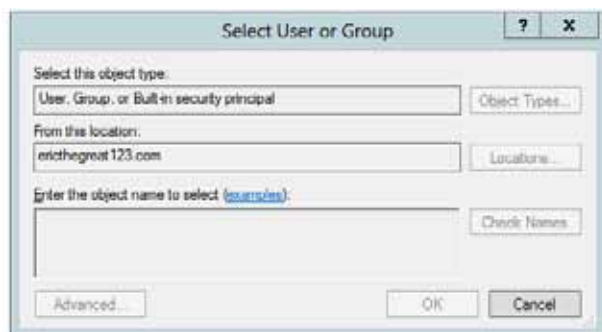 Select User or Group
? X
Select this object type:
User, Group, or Built-in security principal
Object Types...
From this location:
ericthegreat123.com
Locations...
Enter the object name to select (examples):
Check Names
Advanced...
OK
Cancel